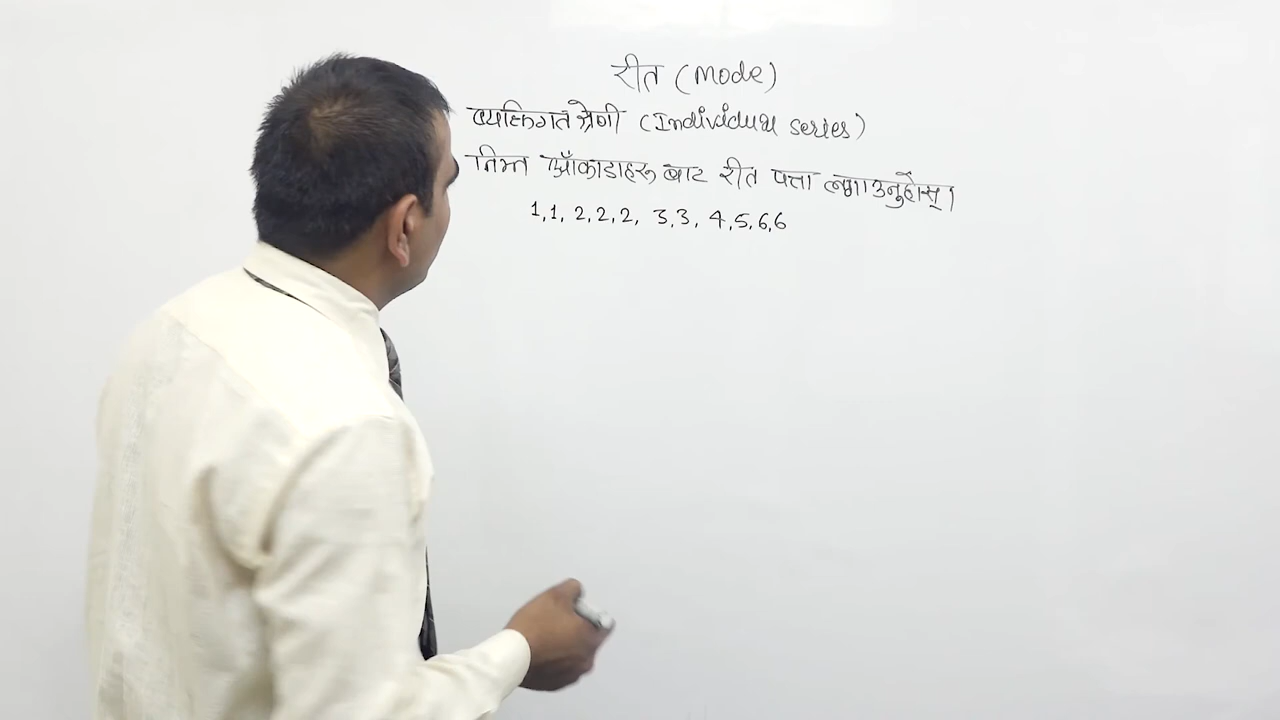 रीत (Mode)
व्यक्तिगत श्रेणी (Individual series)
निम्न आँकाडाहरू बाट रीत पत्ता लगाउनुहोस्।
1,1, 2,2,2, 3,3, 4,5,6,6